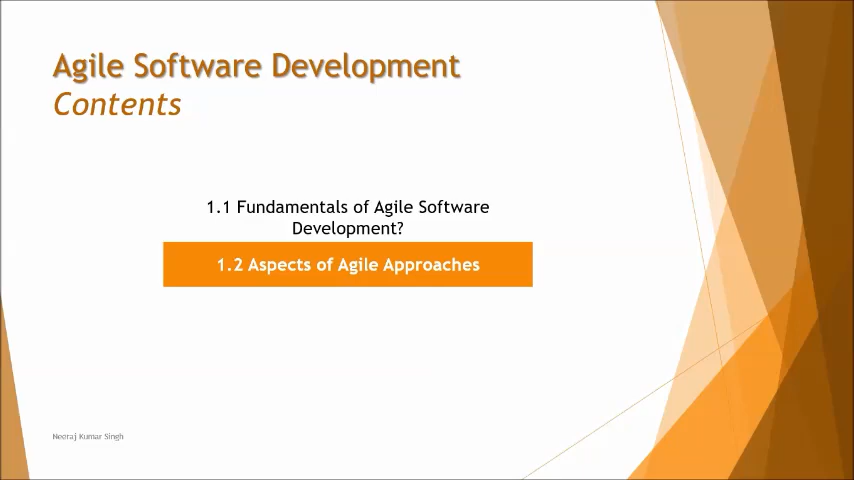 Agile Software Development
Contents
1.1 Fundamentals of Agile Software
Development?
1.2 Aspects of Agile Approaches
Neeraj Kumar Singh